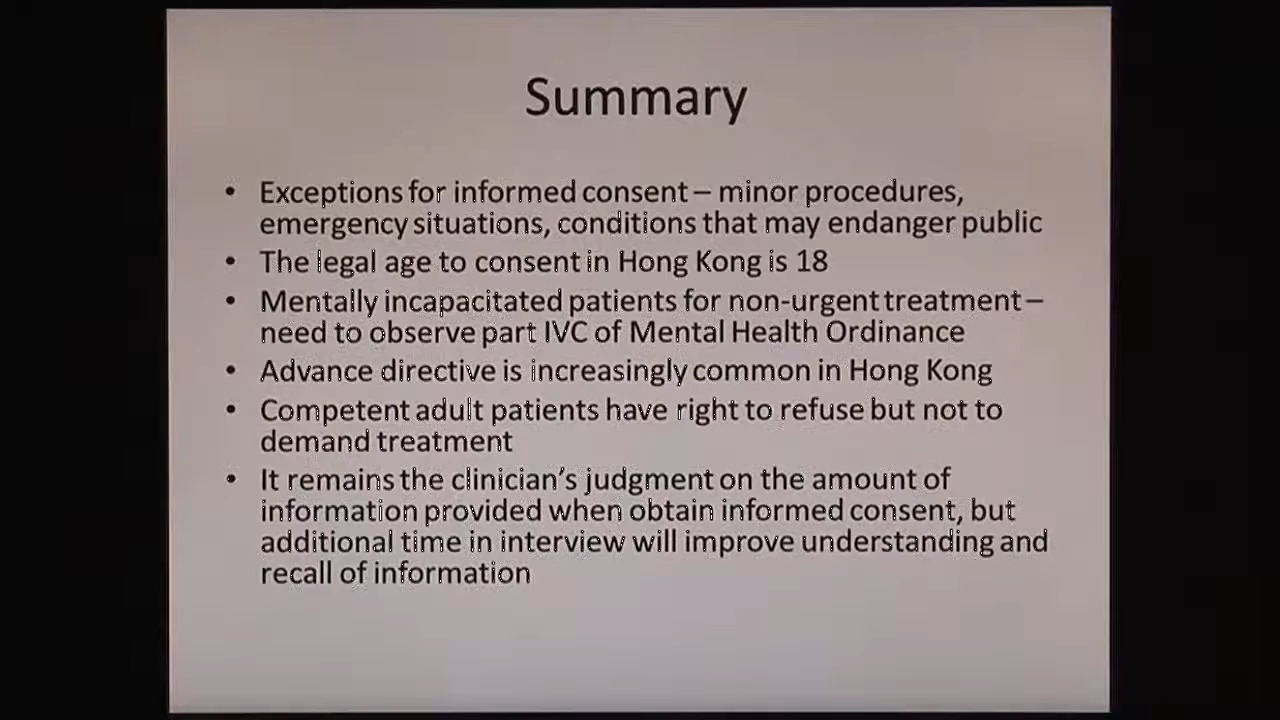 Summary
• Exceptions for informed consent – minor procedures,
emergency situations, conditions that may endanger public
• The legal age to consent in Hong Kong is 18
• Mentally incapacitated patients for non-urgent treatment –
need to observe part IVC of Mental Health Ordinance
• Advance directive is increasingly common in Hong Kong
• Competent adult patients have right to refuse but not to
demand treatment
• It remains the clinician's judgment on the amount of
information provided when obtain informed consent, but
additional time in interview will improve understanding and
recall of information